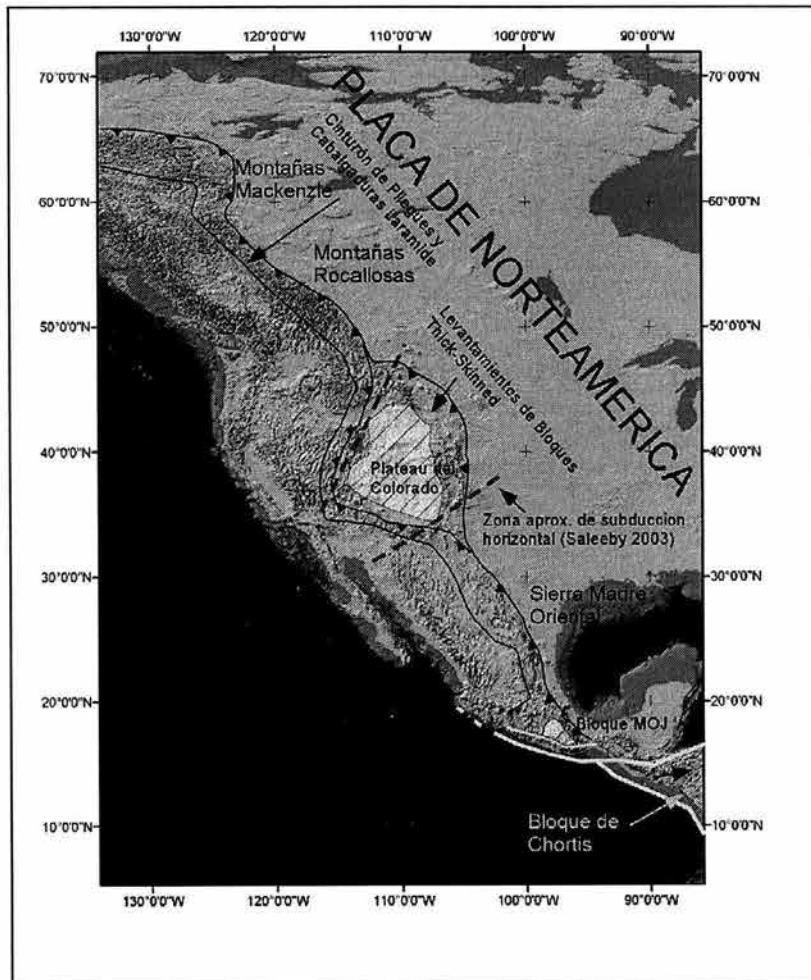 130°0'0"W 120°0'0"W 110°0'0"W 100°0'0"W 90°0'0"W
70°0'0"N 70°0'0"N
PLACA DE NORTEAMERICA
Cinturón de Pliegues y
Cabalgaduras Laramide
Montañas
Mackenzie
60°0'0"N 60°0'0"N
Montañas
Rocallosas
50°0'0"N 50°0'0"N
Levantamientos de Bloques
Thick-Skinned
40°0'0"N 40°0'0"N
Plateau del
Colorado
Zona aprox. de subduccion
horizontal (Saleeby 2003)
30°0'0"N 30°0'0"N
Sierra Madre
Oriental
20°0'0"N 20°0'0"N
Bloque MOJ
10°0'0"N 10°0'0"N
Bloque de
Chortis
130°0'0"W 120°0'0"W 110°0'0"W 100°0'0"W 90°0'0"W